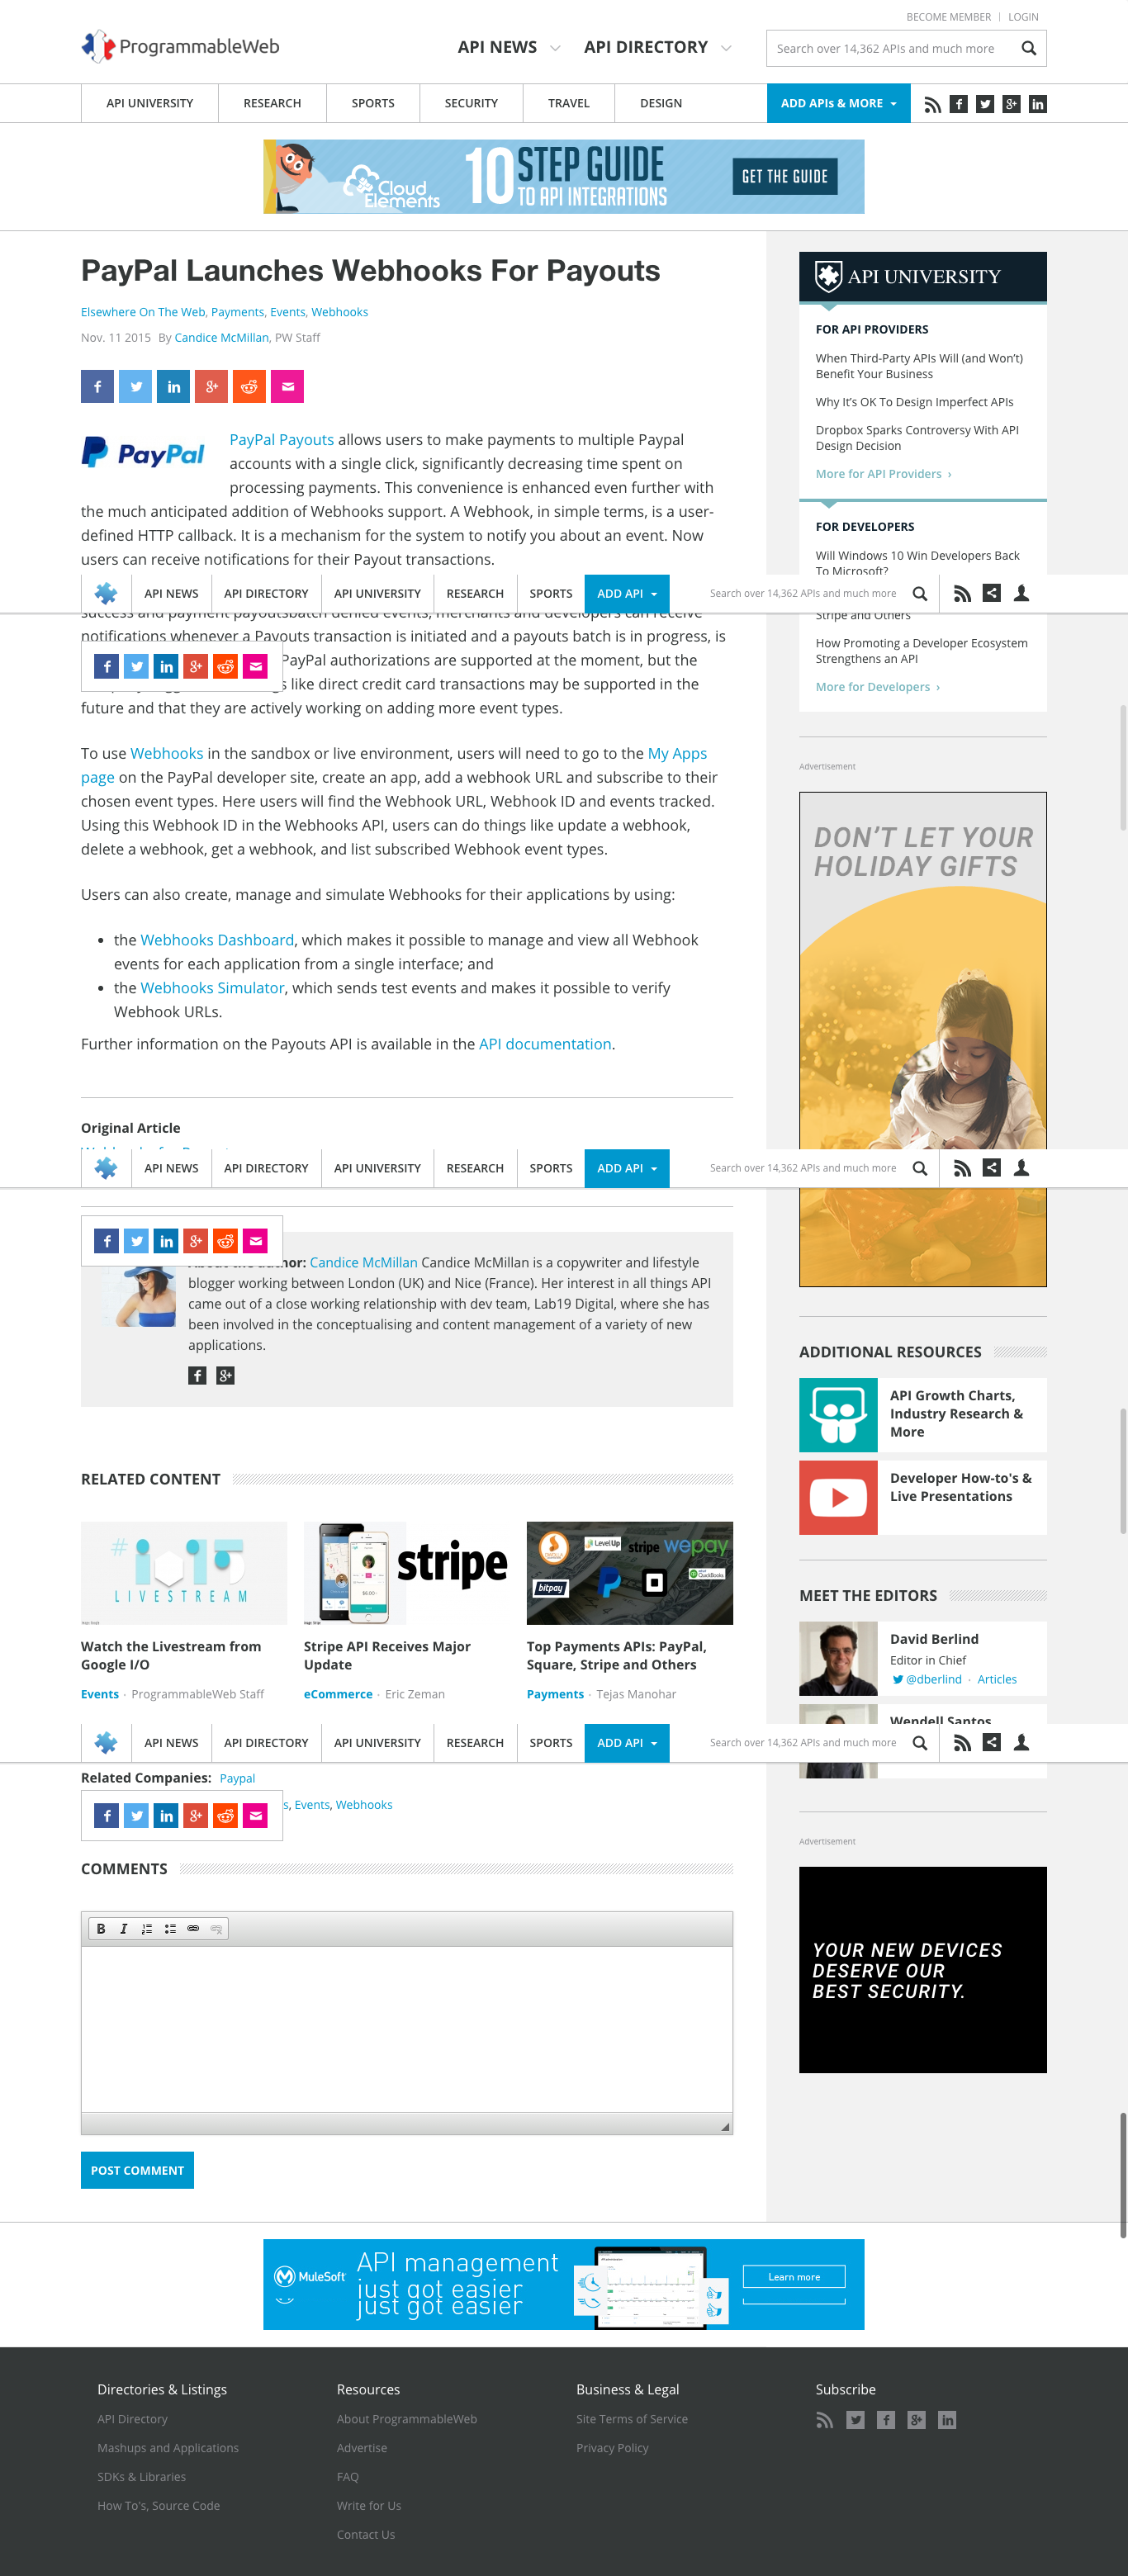 BECOME MEMBER | LOGIN
ProgrammableWeb
API NEWS
API DIRECTORY
Search over 14,362 APIs and much more
API UNIVERSITY
RESEARCH
SPORTS
SECURITY
TRAVEL
DESIGN
ADD APIs & MORE
Cloud Elements
10 STEP GUIDE
TO API INTEGRATIONS
GET THE GUIDE
PayPal Launches Webhooks For Payouts
Elsewhere On The Web, Payments, Events, Webhooks
Nov. 11 2015 By Candice McMillan, PW Staff
PayPal
PayPal Payouts allows users to make payments to multiple Paypal
accounts with a single click, significantly decreasing time spent on
processing payments. This convenience is enhanced even further with
the much anticipated addition of Webhooks support. A Webhook, in simple terms, is a user-
defined HTTP callback. It is a mechanism for the system to notify you about an event. Now
users can receive notifications for their Payout transactions.
API NEWS
API DIRECTORY
API UNIVERSITY
RESEARCH
SPORTS
ADD API
Search over 14,362 APIs and much more
success and payment payoutsbatch denied events, merchants and developers can receive
notifications whenever a Payouts transaction is initiated and a payouts batch is in progress, is
PayPal authorizations are supported at the moment, but the
like direct credit card transactions may be supported in the
future and that they are actively working on adding more event types.
To use Webhooks in the sandbox or live environment, users will need to go to the My Apps
page on the PayPal developer site, create an app, add a webhook URL and subscribe to their
chosen event types. Here users will find the Webhook URL, Webhook ID and events tracked.
Using this Webhook ID in the Webhooks API, users can do things like update a webhook,
delete a webhook, get a webhook, and list subscribed Webhook event types.
Users can also create, manage and simulate Webhooks for their applications by using:
• the Webhooks Dashboard, which makes it possible to manage and view all Webhook
events for each application from a single interface; and
• the Webhooks Simulator, which sends test events and makes it possible to verify
Webhook URLs.
Further information on the Payouts API is available in the API documentation.
Original Article
API NEWS
API DIRECTORY
API UNIVERSITY
RESEARCH
SPORTS
ADD API
Search over 14,362 APIs and much more
About the author: Candice McMillan Candice McMillan is a copywriter and lifestyle
blogger working between London (UK) and Nice (France). Her interest in all things API
came out of a close working relationship with dev team, Lab19 Digital, where she has
been involved in the conceptualising and content management of a variety of new
applications.
RELATED CONTENT
#io15
LIVESTREAM
stripe
LevelUp
stripe
wepay
bitpay
QuickBooks
Watch the Livestream from
Google I/O
Events · ProgrammableWeb Staff
Stripe API Receives Major
Update
eCommerce · Eric Zeman
Top Payments APIs: PayPal,
Square, Stripe and Others
Payments · Tejas Manohar
API NEWS
API DIRECTORY
API UNIVERSITY
RESEARCH
SPORTS
ADD API
Search over 14,362 APIs and much more
Related Companies: Paypal
s, Events, Webhooks
COMMENTS
B I
POST COMMENT
API UNIVERSITY
FOR API PROVIDERS
When Third-Party APIs Will (and Won't)
Benefit Your Business
Why It's OK To Design Imperfect APIs
Dropbox Sparks Controversy With API
Design Decision
More for API Providers ›
FOR DEVELOPERS
Will Windows 10 Win Developers Back
To Microsoft?
Stripe and Others
How Promoting a Developer Ecosystem
Strengthens an API
More for Developers ›
Advertisement
DON'T LET YOUR
HOLIDAY GIFTS
ADDITIONAL RESOURCES
API Growth Charts,
Industry Research &
More
Developer How-to's &
Live Presentations
MEET THE EDITORS
David Berlind
Editor in Chief
@dberlind · Articles
Wendell Santos
Advertisement
YOUR NEW DEVICES
DESERVE OUR
BEST SECURITY.
MuleSoft
API management
just got easier
just got easier
Learn more
Directories & Listings
API Directory
Mashups and Applications
SDKs & Libraries
How To's, Source Code
Resources
About ProgrammableWeb
Advertise
FAQ
Write for Us
Contact Us
Business & Legal
Site Terms of Service
Privacy Policy
Subscribe